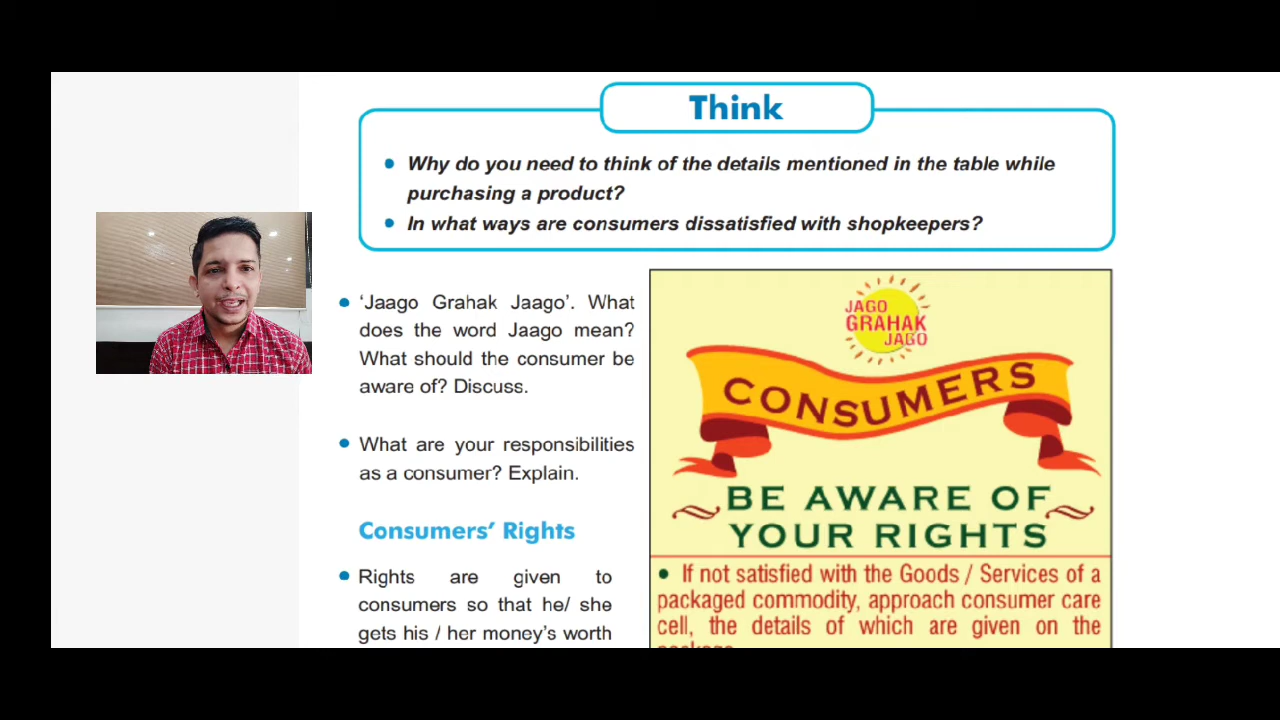 Think
• Why do you need to think of the details mentioned in the table while
purchasing a product?
• In what ways are consumers dissatisfied with shopkeepers?
• ‘Jaago Grahak Jaago’. What
does the word Jaago mean?
What should the consumer be
aware of? Discuss.
• What are your responsibilities
as a consumer? Explain.
Consumers’ Rights
• Rights are given to
consumers so that he/ she
gets his / her money’s worth
JAGO
GRAHAK
JAGO
CONSUMERS
BE AWARE OF
YOUR RIGHTS
• If not satisfied with the Goods / Services of a
packaged commodity, approach consumer care
cell, the details of which are given on the